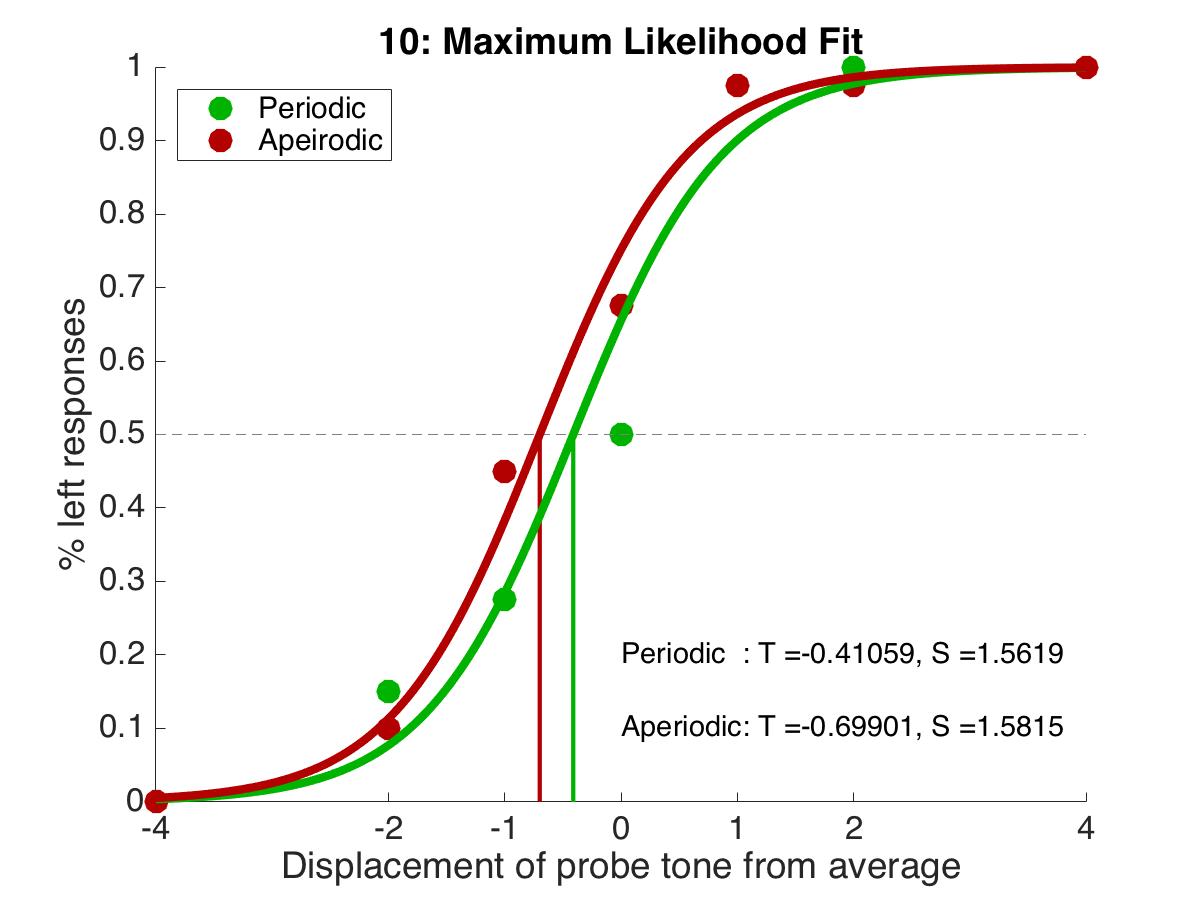 10: Maximum Likelihood Fit
1
0.9
0.8
0.7
0.6
0.5
0.4
0.3
0.2
0.1
0
% left responses
Periodic
Apeirodic
Periodic : T =-0.41059, S =1.5619
Aperiodic: T =-0.69901, S =1.5815
-4 -2 -1 0 1 2 4
Displacement of probe tone from average